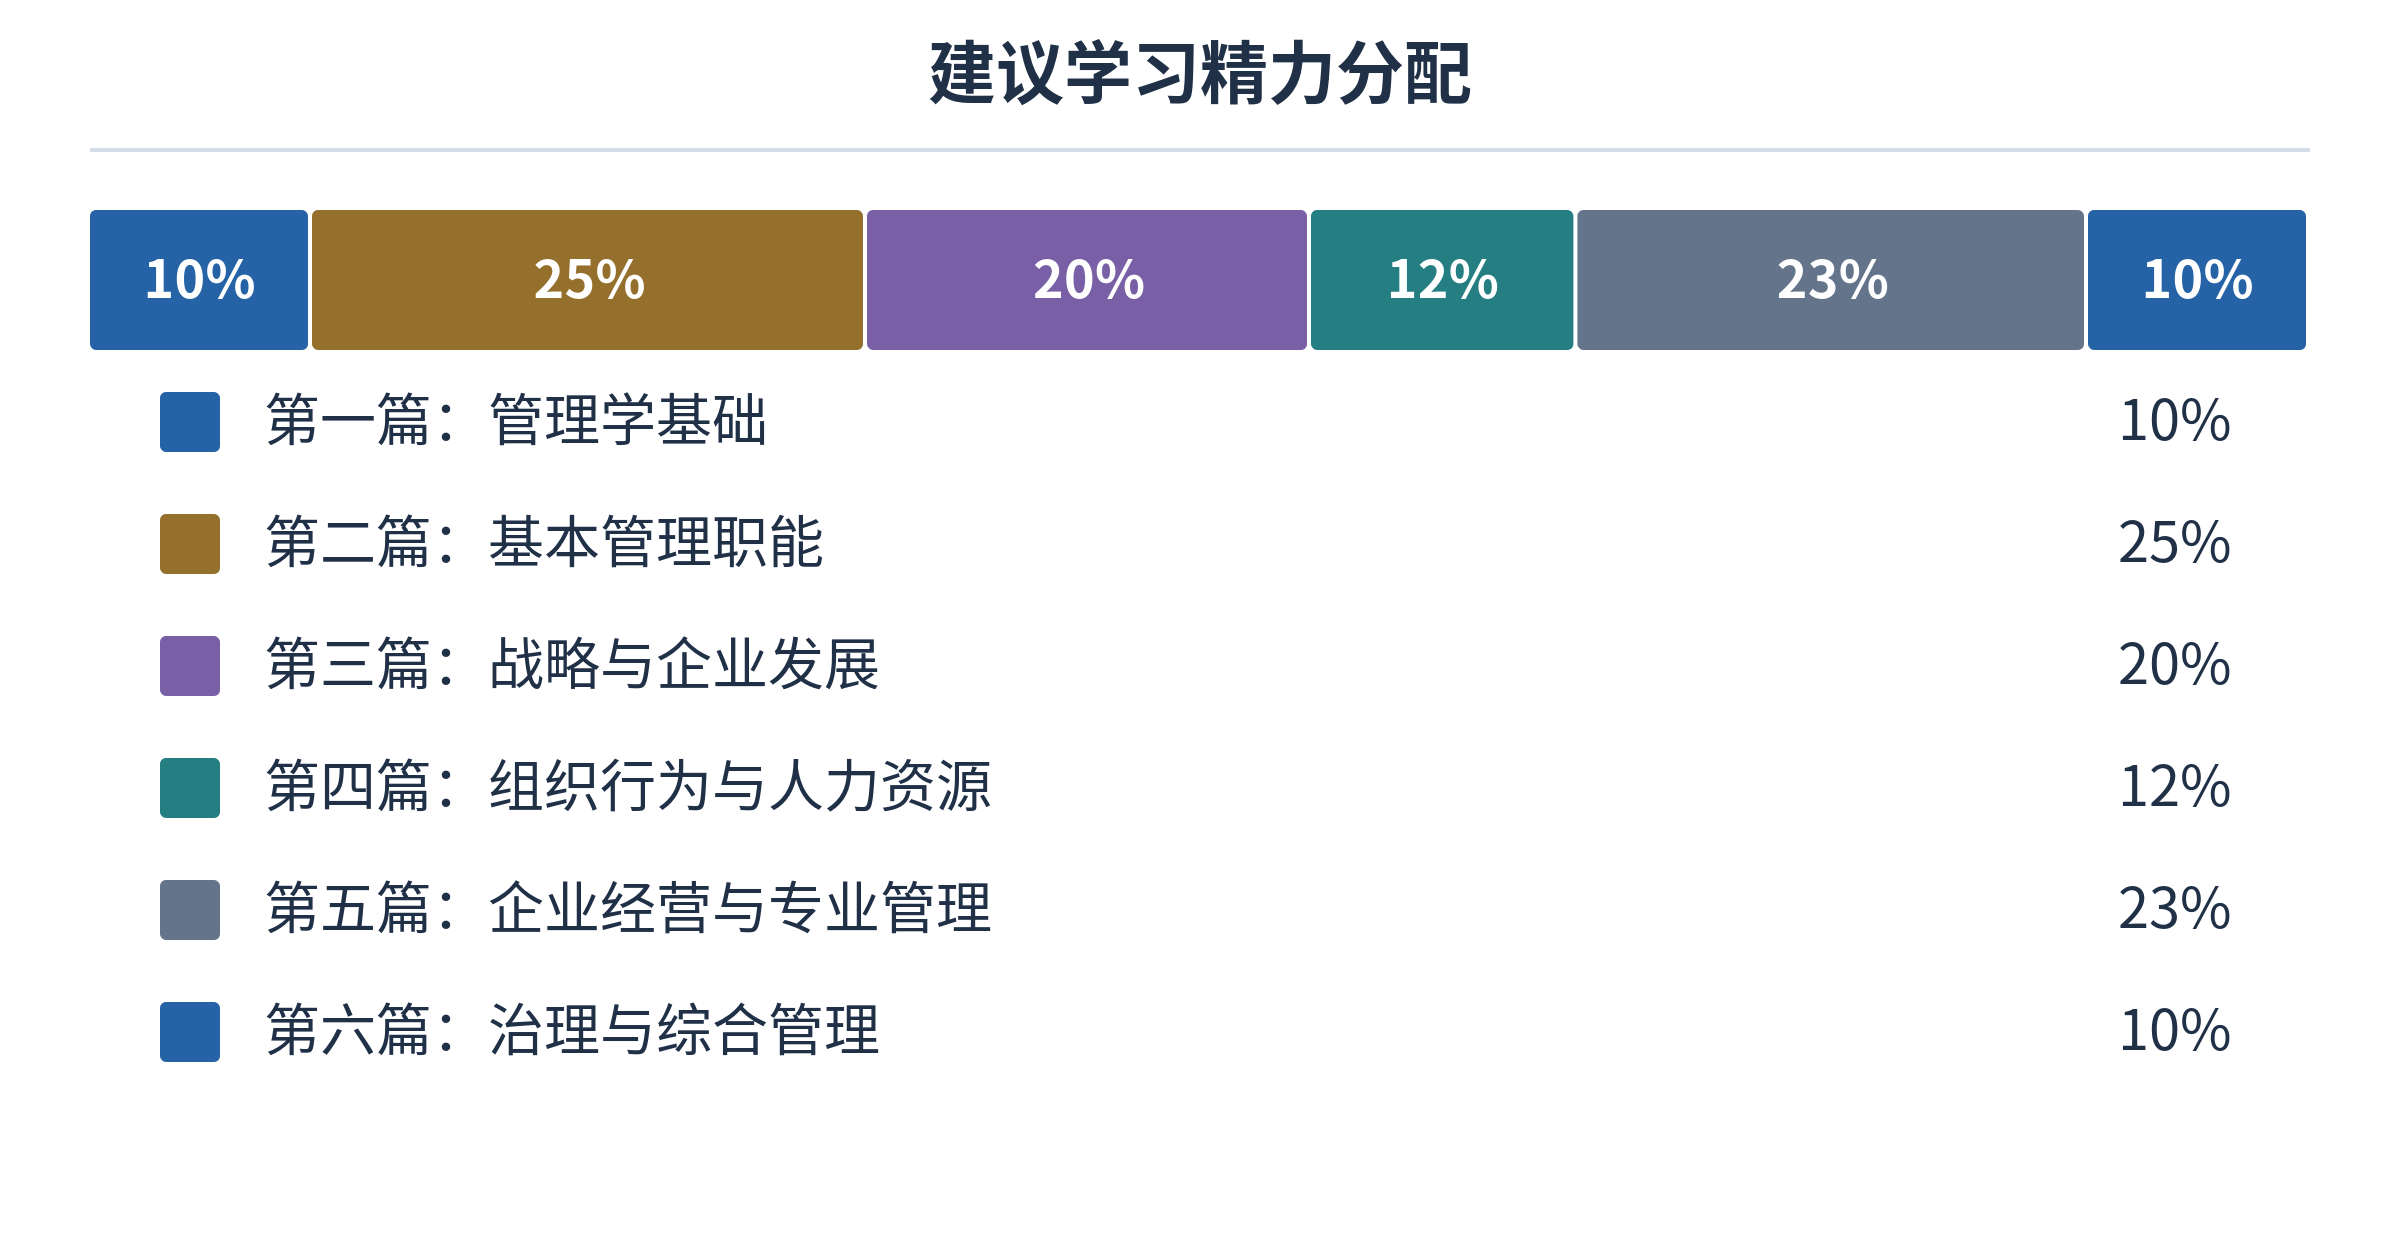 建议学习精力分配
10% 25% 20% 12% 23% 10%
第一篇：管理学基础 10%
第二篇：基本管理职能 25%
第三篇：战略与企业发展 20%
第四篇：组织行为与人力资源 12%
第五篇：企业经营与专业管理 23%
第六篇：治理与综合管理 10%